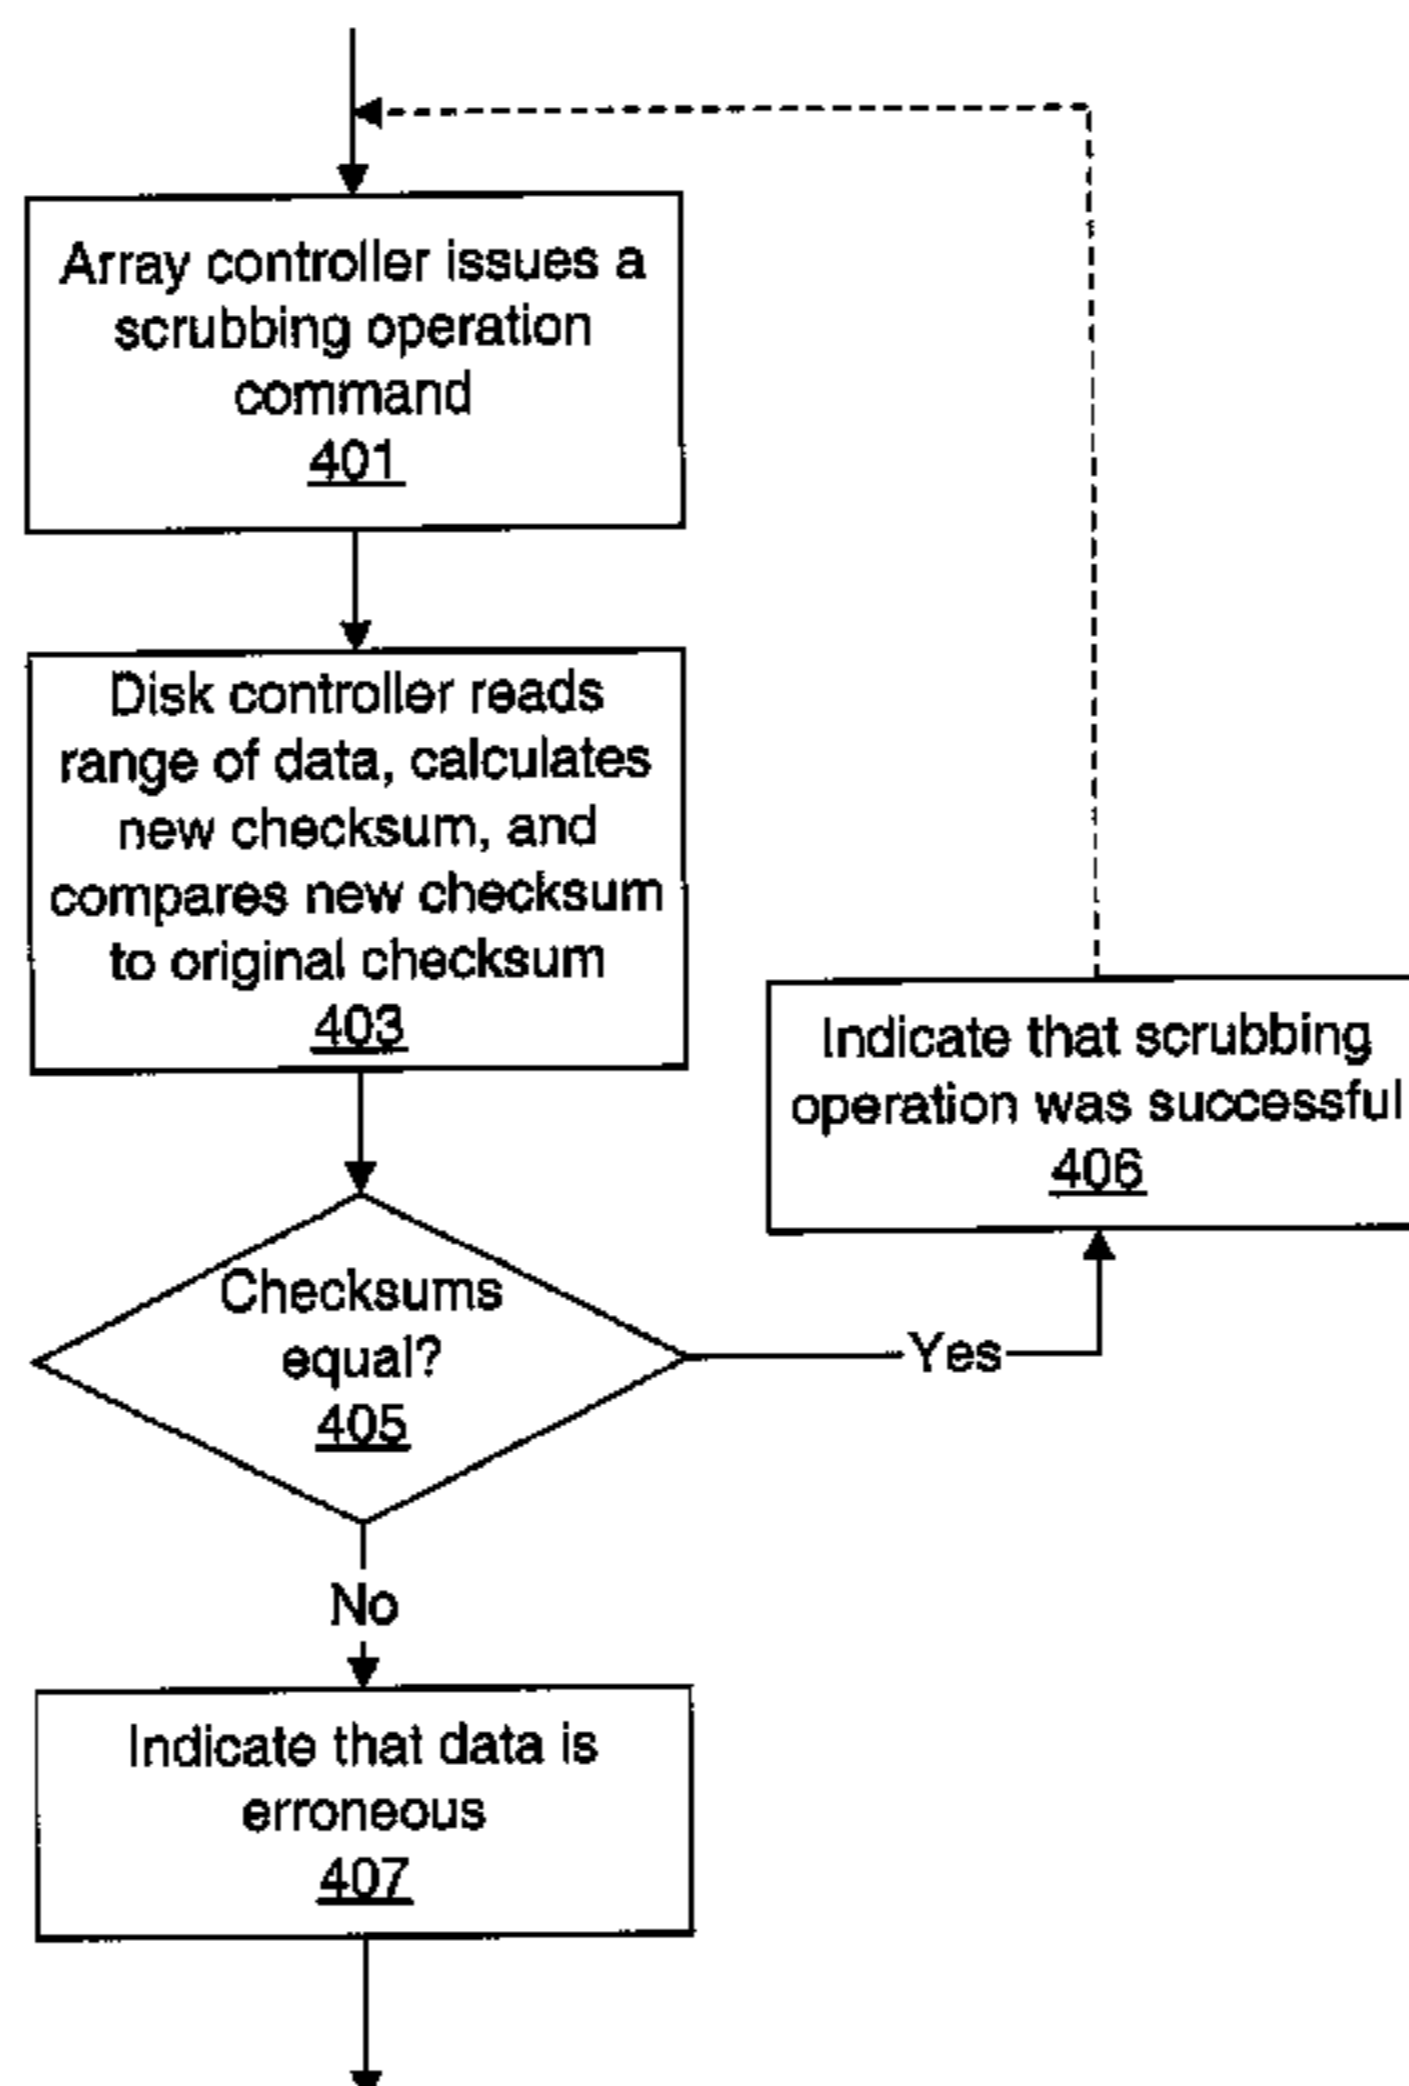 Array controller issues a
scrubbing operation
command
401
Disk controller reads
range of data, calculates
new checksum, and
compares new checksum
to original checksum
403
Indicate that scrubbing
operation was successful
406
Checksums
equal?
405
Yes
No
Indicate that data is
erroneous
407